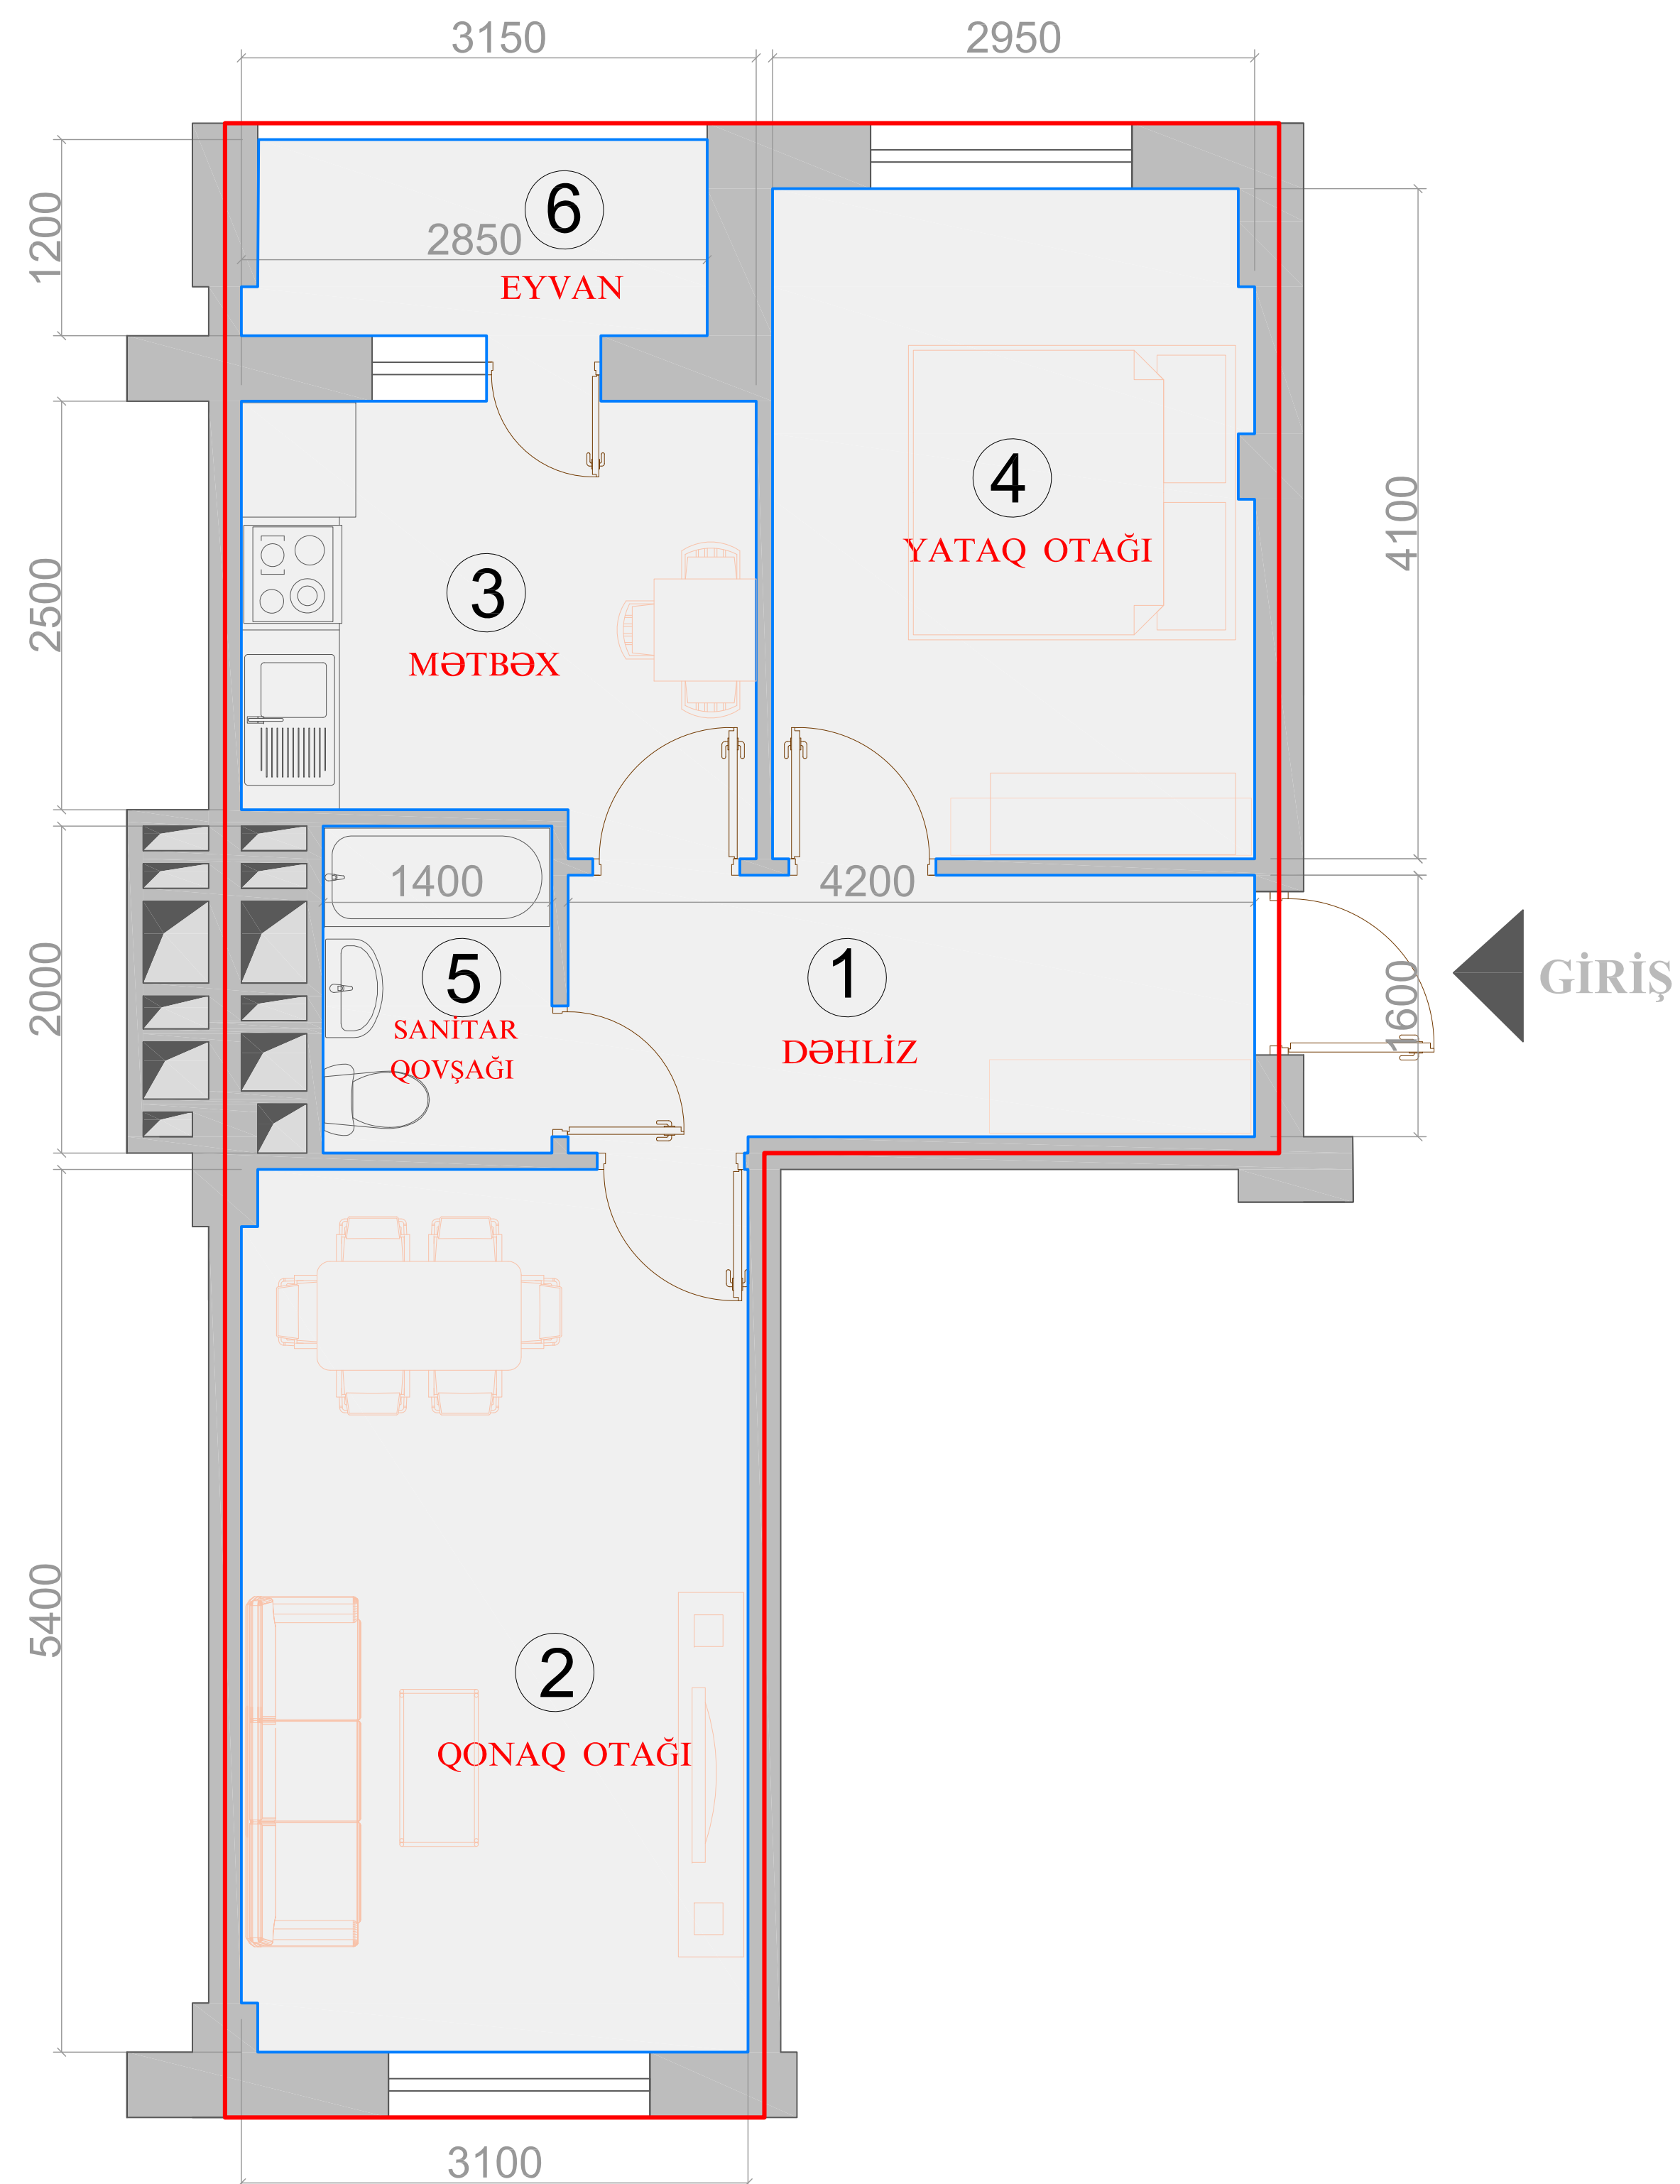 3150
2950
1200
6
2850
EYVAN
4
YATAQ OTAĞI
4100
2500
3
MƏTBƏX
1400
4200
2000
5
SANİTAR
QOVŞAĞI
1
DƏHLİZ
1600
GİRİŞ
5400
2
QONAQ OTAĞI
3100